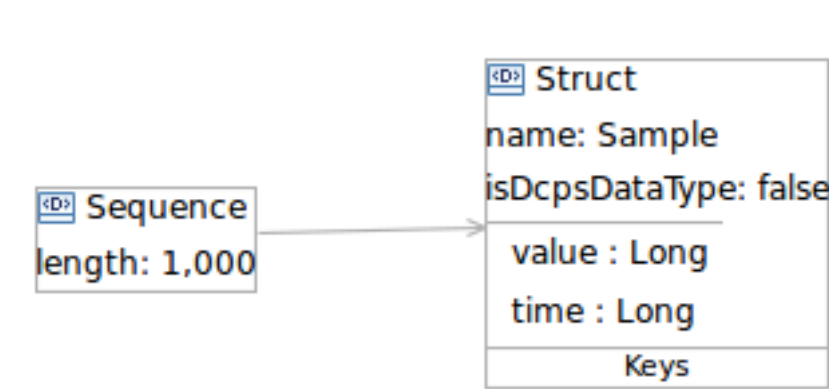 <D> Sequence
length: 1,000
<D> Struct
name: Sample
isDcpsDataType: false
value : Long
time : Long
Keys